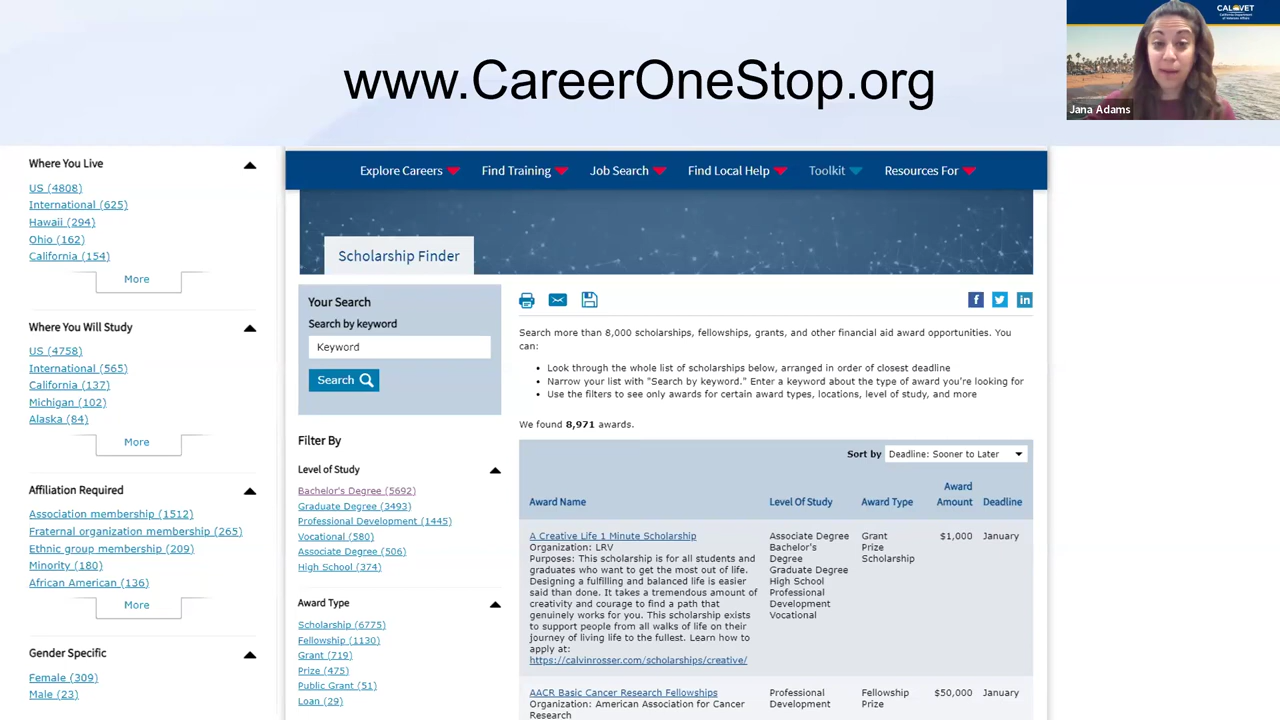 www.CareerOneStop.org
CALVET
Jana Adams
Where You Live
US (4808)
International (625)
Hawaii (294)
Ohio (162)
California (154)
More
Where You Will Study
US (4758)
International (565)
California (137)
Michigan (102)
Alaska (84)
More
Affiliation Required
Association membership (1512)
Fraternal organization membership (265)
Ethnic group membership (209)
Minority (180)
African American (136)
More
Gender Specific
Female (309)
Male (23)
Explore Careers Find Training Job Search Find Local Help Toolkit Resources For
Scholarship Finder
Your Search
Search by keyword
Keyword
Search
Filter By
Level of Study
Bachelor's Degree (5692)
Graduate Degree (3493)
Professional Development (1445)
Vocational (580)
Associate Degree (506)
High School (374)
Award Type
Scholarship (6775)
Fellowship (1130)
Grant (719)
Prize (475)
Public Grant (51)
Loan (29)
Search more than 8,000 scholarships, fellowships, grants, and other financial aid award opportunities. You
can:
• Look through the whole list of scholarships below, arranged in order of closest deadline
• Narrow your list with "Search by keyword." Enter a keyword about the type of award you're looking for
• Use the filters to see only awards for certain award types, locations, level of study, and more
We found 8,971 awards.
Sort by Deadline: Sooner to Later
Award Name Level Of Study Award Type Award Amount Deadline
A Creative Life 1 Minute Scholarship
Organization: LRV
Purposes: This scholarship is for all students and
graduates who want to get the most out of life.
Designing a fulfilling and balanced life is easier
said than done. It takes a tremendous amount of
creativity and courage to find a path that
genuinely works for you. This scholarship exists
to support people from all walks of life on their
journey of living life to the fullest. Learn how to
apply at:
https://calvinrosser.com/scholarships/creative/
Associate Degree
Bachelor's
Degree
Graduate Degree
High School
Professional
Development
Vocational
Grant
Prize
Scholarship
$1,000
January
AACR Basic Cancer Research Fellowships
Organization: American Association for Cancer
Research
Professional
Development
Fellowship
Prize
$50,000
January